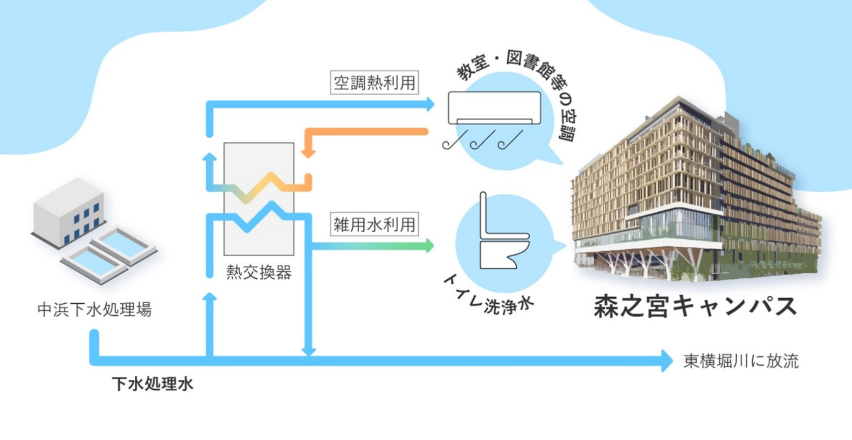 教室・図書館等の空調
空調熱利用
雑用水利用
熱交換器
中浜下水処理場
トイレ洗浄水
森之宮キャンパス
東横堀川に放流
下水処理水